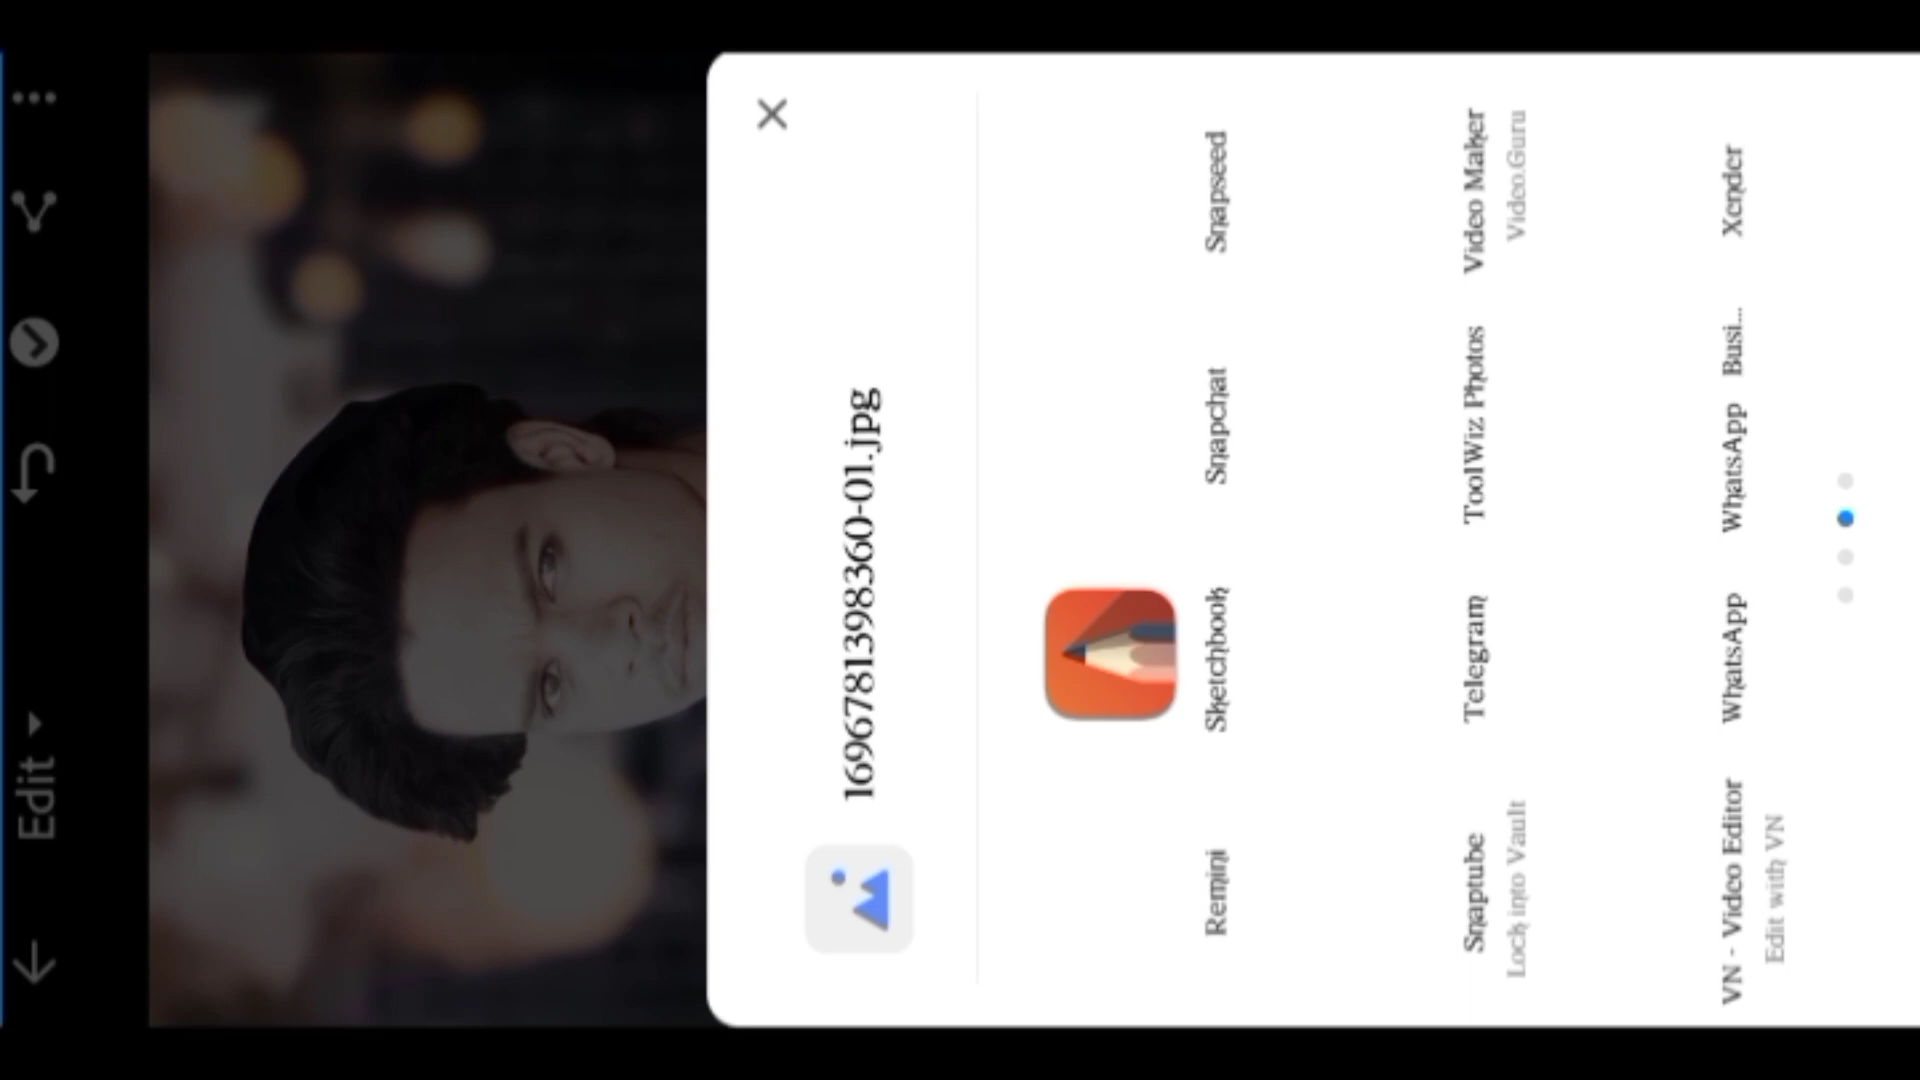 Edit
1696781398360-01.jpg
Remini Sketchbook Snapchat Snapseed
Snaptube Telegram ToolWiz Photos Video Maker
Lock into Vault Video.Guru
VN - Video Editor WhatsApp WhatsApp Busi... Xender
Edit with VN